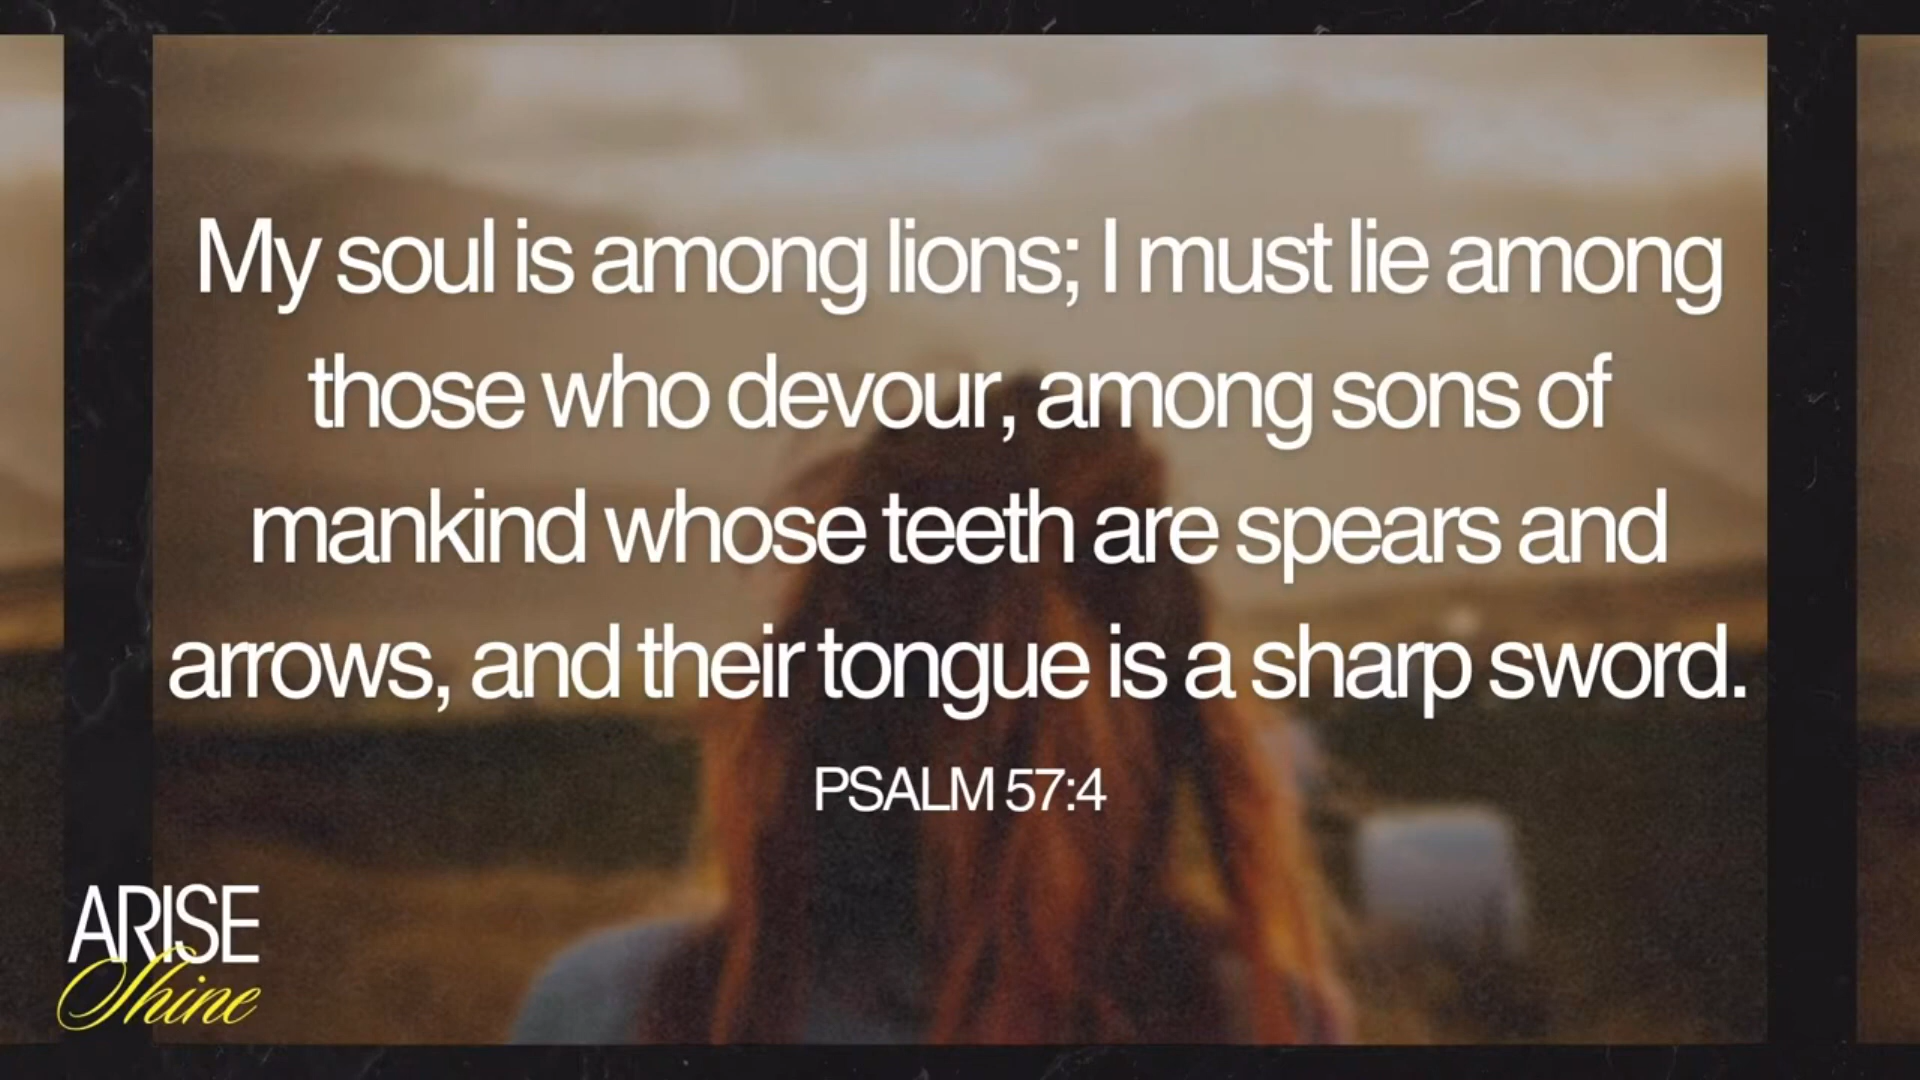 My soul is among lions; I must lie among
those who devour, among sons of
mankind whose teeth are spears and
arrows, and their tongue is a sharp sword.
PSALM 57:4
ARISE
Shine